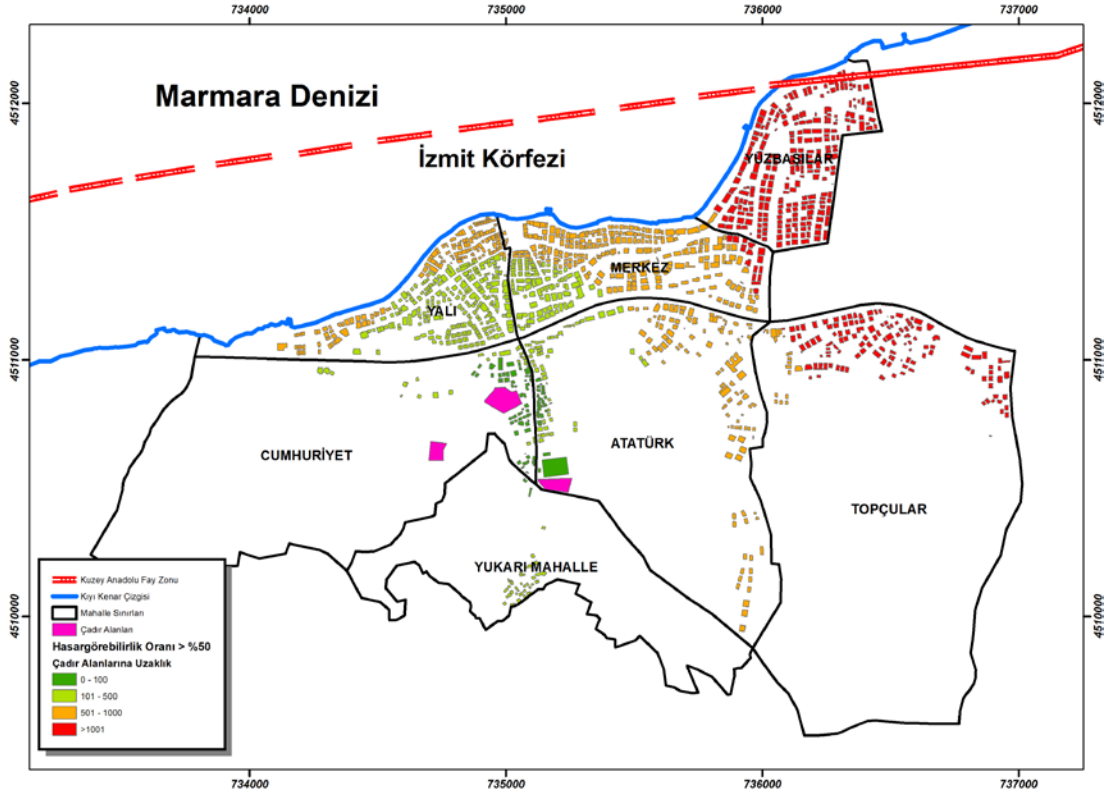 734000 735000 736000 737000
4512000 4512000
Marmara Denizi
İzmit Körfezi
YÜZBAŞILAR
MERKEZ
YALI
4511000 4511000
ATATÜRK
CUMHURİYET
TOPÇULAR
YUKARI MAHALLE
4510000 4510000
Kuzey Anadolu Fay Zonu
Kıyı Kenar Çizgisi
Mahalle Sınırları
Çadır Alanları
Hasargörebilirlik Oranı > %50
Çadır Alanlarına Uzaklık
0 - 100
101 - 500
501 - 1000
>1001
734000 735000 736000 737000